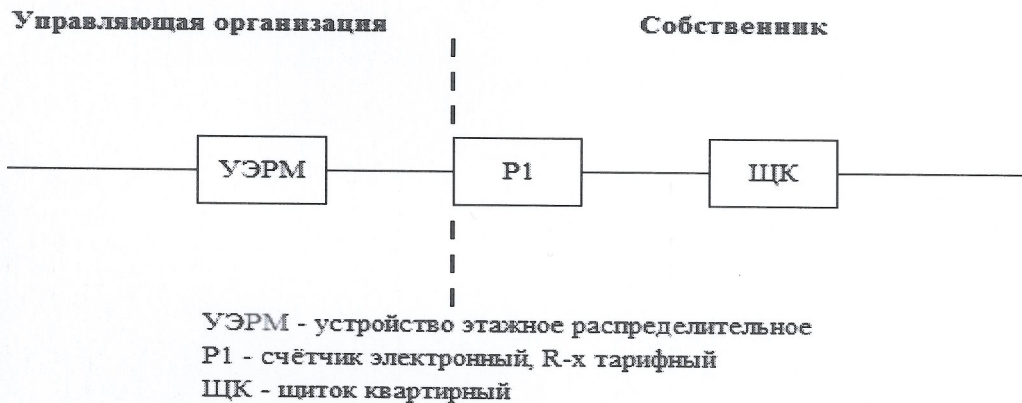 Управляющая организация
Собственник
УЭРМ
Р1
ЩК
УЭРМ - устройство этажное распределительное
Р1 - счётчик электронный, R-х тарифный
ЩК - щиток квартирный